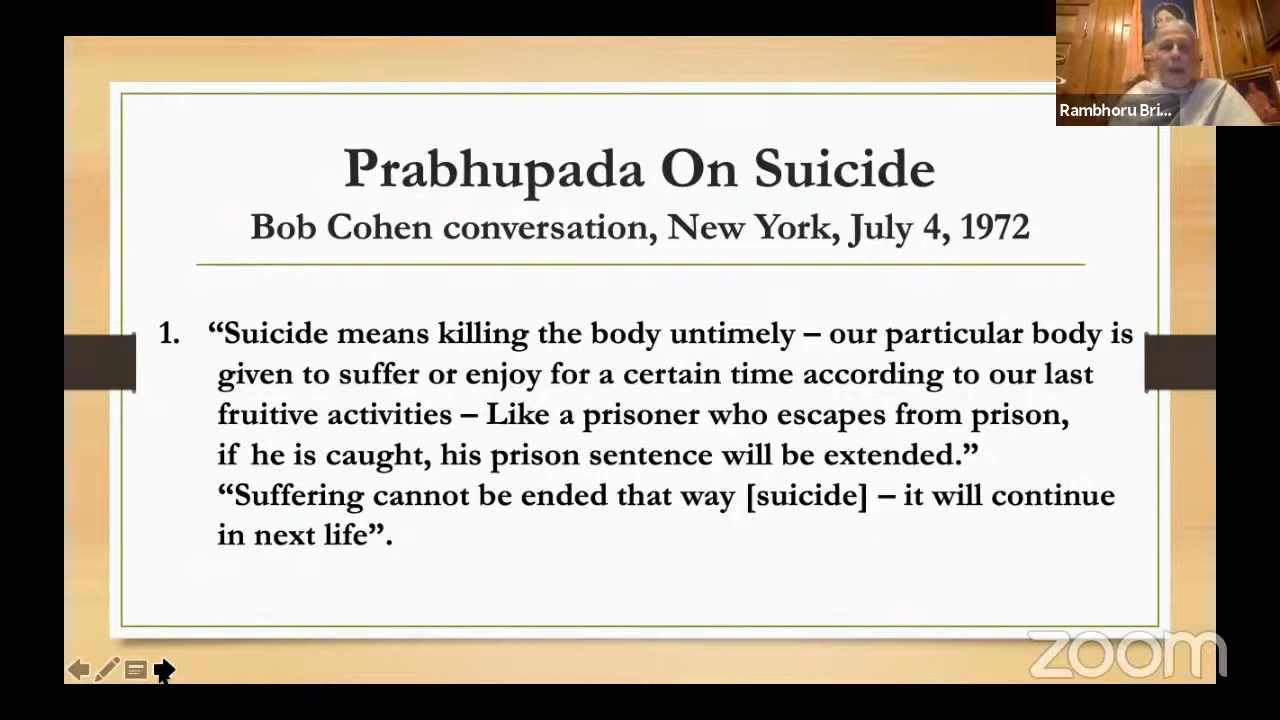 Rambhoru Bri...
Prabhupada On Suicide
Bob Cohen conversation, New York, July 4, 1972
1. “Suicide means killing the body untimely – our particular body is
given to suffer or enjoy for a certain time according to our last
fruitive activities – Like a prisoner who escapes from prison,
if he is caught, his prison sentence will be extended.”
“Suffering cannot be ended that way [suicide] – it will continue
in next life”.
zoom